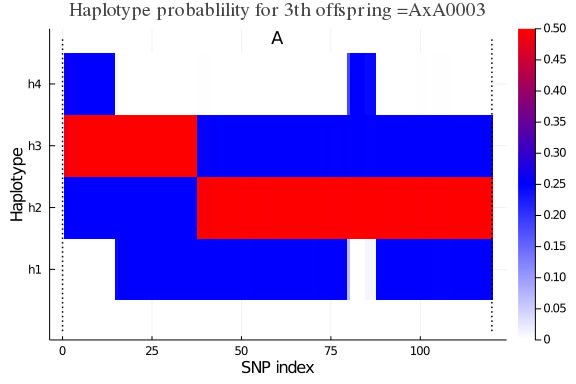 Haplotype probablility for 3th offspring =AxA0003
A
h4
h3
h2
h1
Haplotype
0
25
50
75
100
SNP index
0.50
0.45
0.40
0.35
0.30
0.25
0.20
0.15
0.10
0.05
0